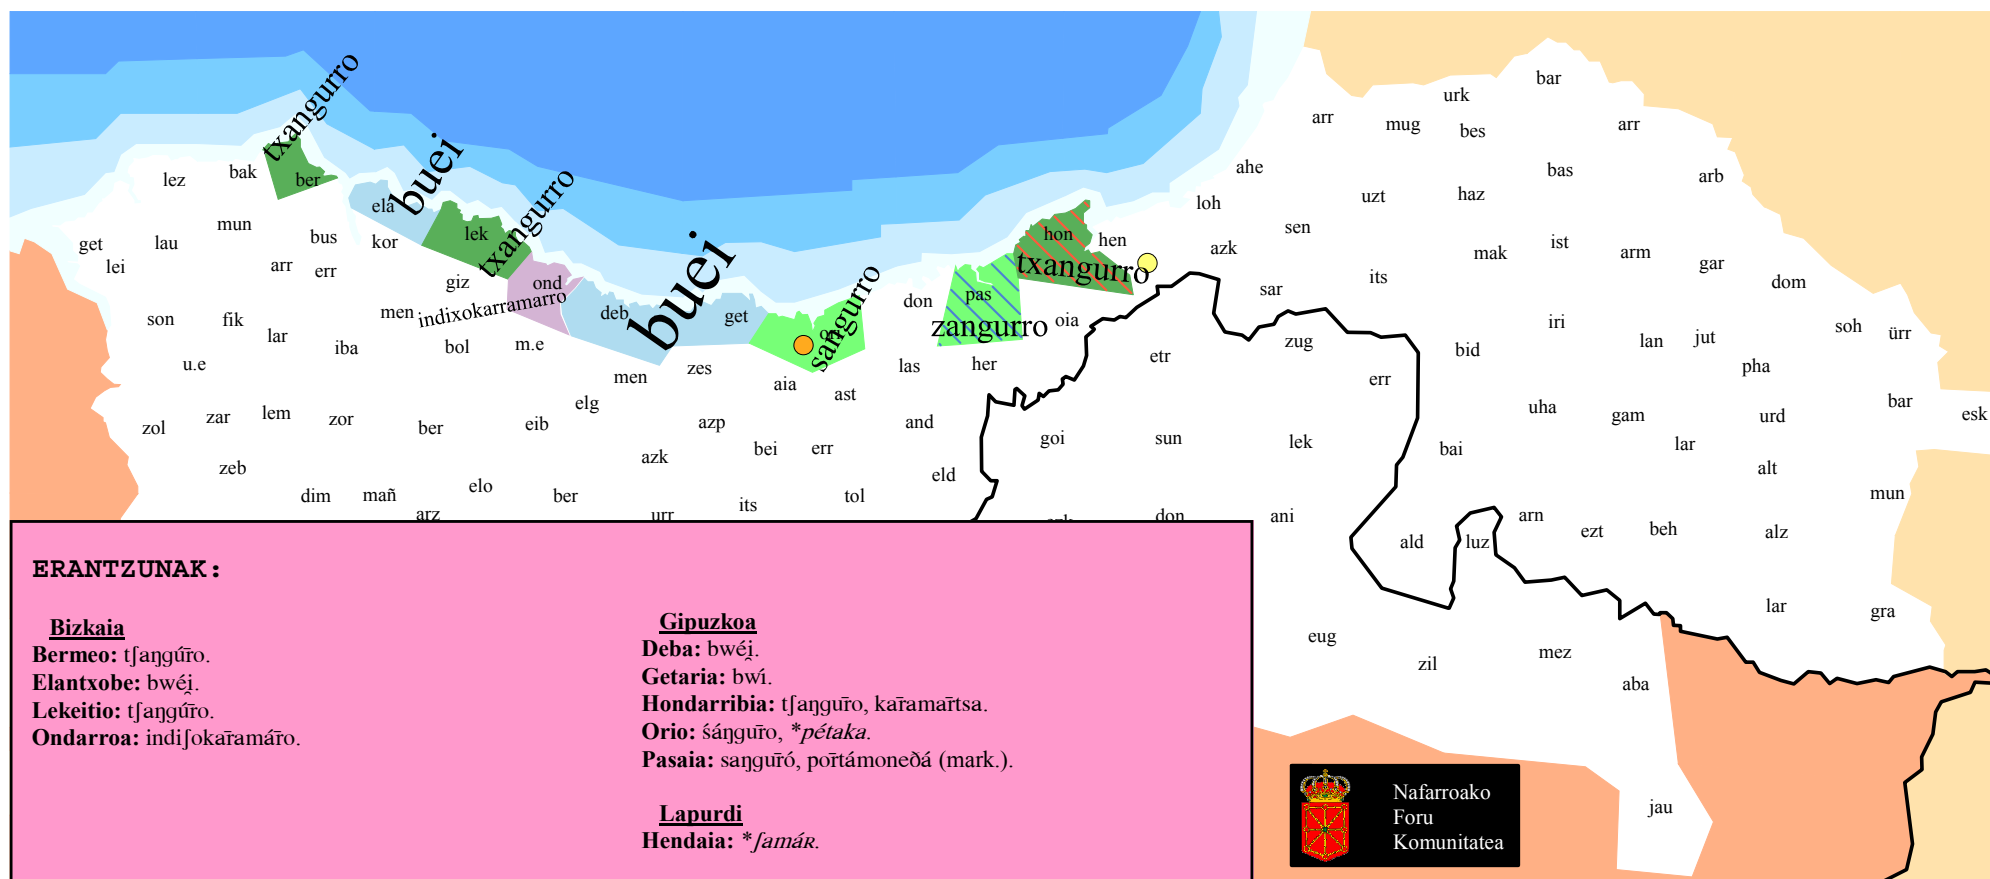 bar
urk
arr
mug
bes
arr
txangurro
ahe
bak
lez
ber
buei
bas
arb
ela
uzt
haz
loh
txangurro
mun
bus
kor
lek
hon
hen
sen
get
lau
azk
mak
ist
arm
gar
lei
arr
err
giz
ond
txangurro
its
sar
dom
indixokarramarro
men
deb
buei
get
ori
sangurro
don
pas
zangurro
oia
son
fik
lar
iba
bol
m.e
u.e
iri
lan
jut
soh
ürr
zug
bid
etr
men
zes
aia
ast
las
her
err
pha
zol
zar
lem
zor
ber
eib
elg
azp
and
uha
gam
urd
bar
esk
goi
sun
lek
bai
lar
zeb
azk
bei
err
eld
alt
dim
mañ
elo
ber
its
tol
mun
arz
urr
don
ani
arn
ezt
beh
alz
ald
luz
lar
gra
eug
zil
mez
aba
jau
ERANTZUNAK:
Bizkaia
Bermeo: tʃaŋgúr̄o.
Elantxobe: bwéi̯.
Lekeitio: tʃaŋgúr̄o.
Ondarroa: indiʃokar̄amár̄o.
Gipuzkoa
Deba: bwéi̯.
Getaria: bwí.
Hondarribia: tʃaŋgur̄o, kar̄amar̄tsa.
Orio: śáŋgur̄o, *pétaka.
Pasaia: saŋgur̄ó, por̄támoneðá (mark.).
Lapurdi
Hendaia: *ʃamáʀ.
Nafarroako
Foru
Komunitatea